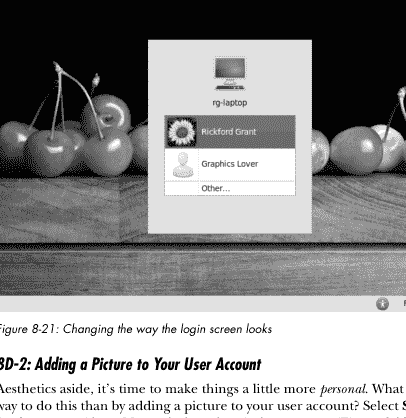 rg-laptop
Rickford Grant
Graphics Lover
Other...
Figure 8-21: Changing the way the login screen looks
8D-2: Adding a Picture to Your User Account
Aesthetics aside, it's time to make things a little more personal. What
way to do this than by adding a picture to your user account? Select